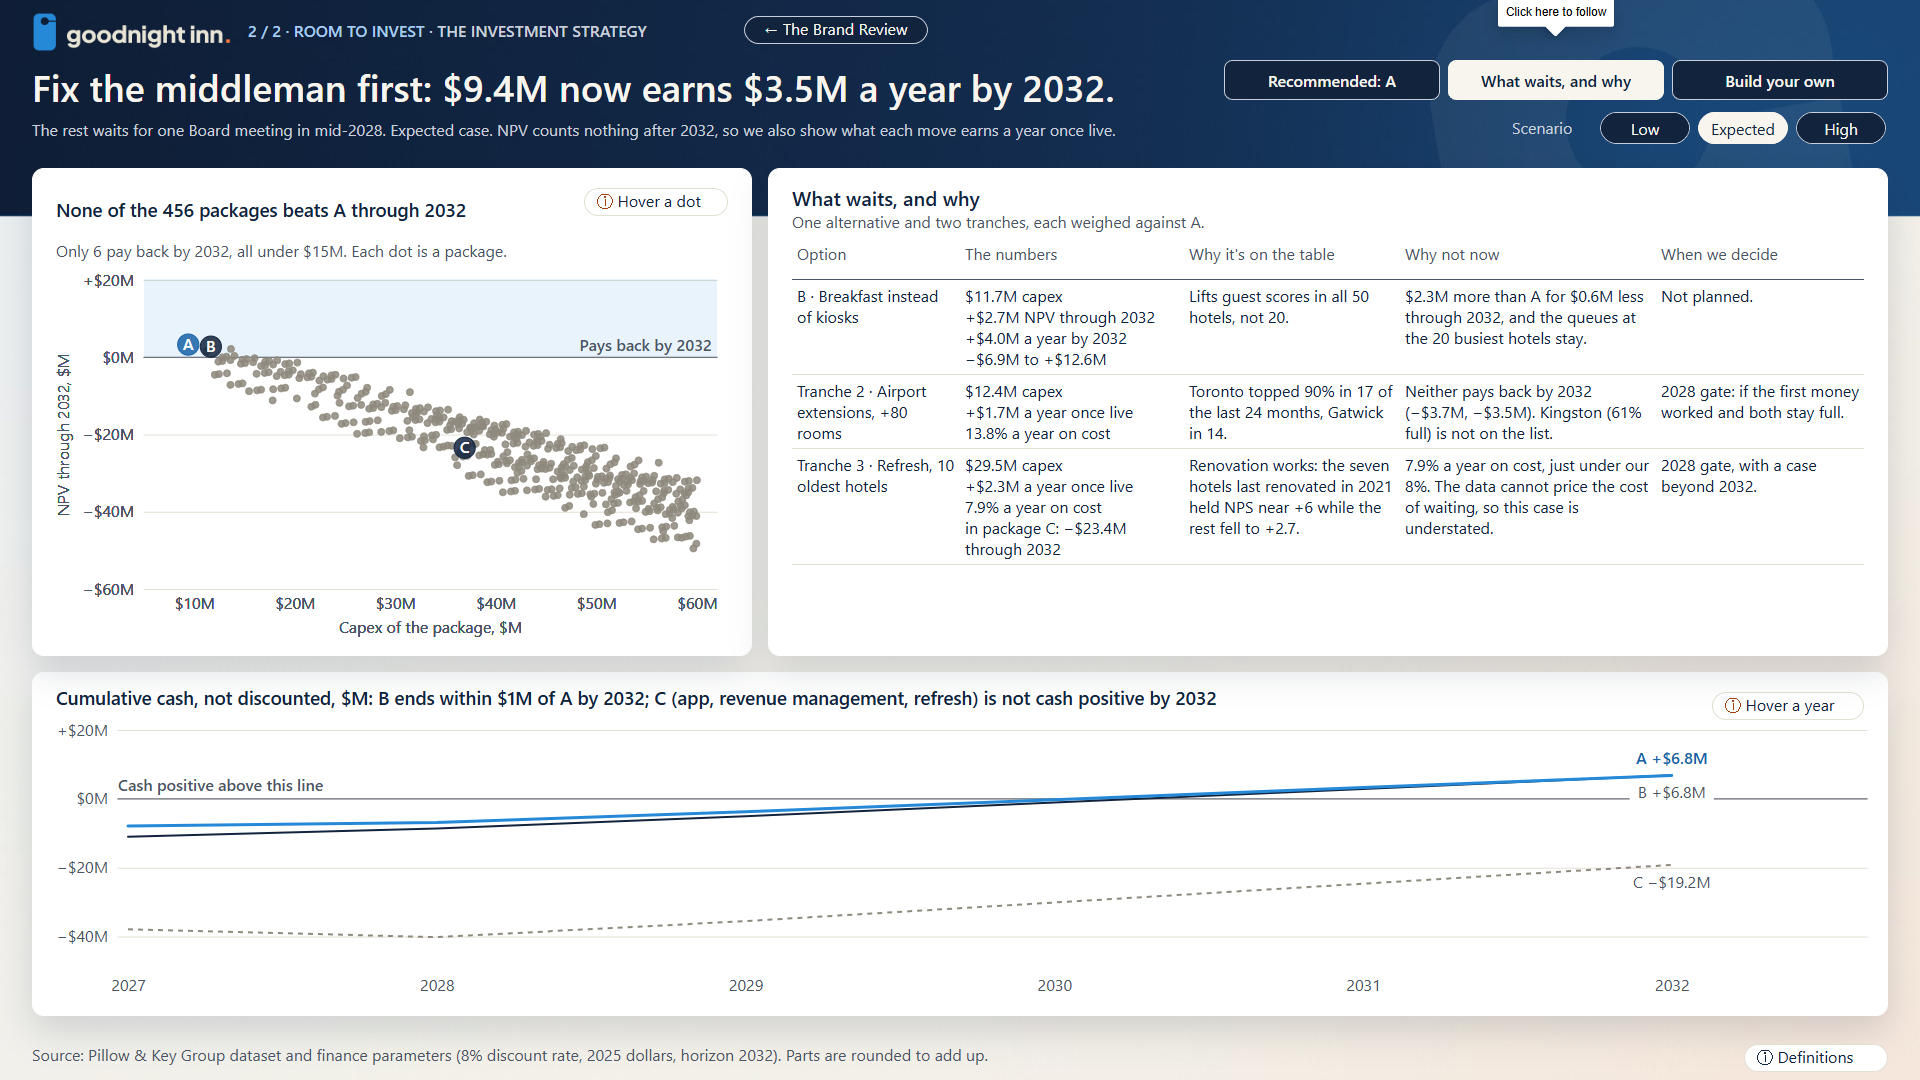 Click here to follow
goodnight inn.
2 / 2 · ROOM TO INVEST · THE INVESTMENT STRATEGY
← The Brand Review
Fix the middleman first: $9.4M now earns $3.5M a year by 2032.
The rest waits for one Board meeting in mid-2028. Expected case. NPV counts nothing after 2032, so we also show what each move earns a year once live.
Recommended: A
What waits, and why
Build your own
Scenario
Low
Expected
High
None of the 456 packages beats A through 2032
ⓘ Hover a dot
Only 6 pay back by 2032, all under $15M. Each dot is a package.
+$20M
$0M
−$20M
−$40M
−$60M
NPV through 2032, $M
Pays back by 2032
A
B
C
$10M
$20M
$30M
$40M
$50M
$60M
Capex of the package, $M
What waits, and why
One alternative and two tranches, each weighed against A.
Option
The numbers
Why it's on the table
Why not now
When we decide
B · Breakfast instead
of kiosks
$11.7M capex
+$2.7M NPV through 2032
+$4.0M a year by 2032
−$6.9M to +$12.6M
Lifts guest scores in all 50
hotels, not 20.
$2.3M more than A for $0.6M less
through 2032, and the queues at
the 20 busiest hotels stay.
Not planned.
Tranche 2 · Airport
extensions, +80
rooms
$12.4M capex
+$1.7M a year once live
13.8% a year on cost
Toronto topped 90% in 17 of
the last 24 months, Gatwick
in 14.
Neither pays back by 2032
(−$3.7M, −$3.5M). Kingston (61%
full) is not on the list.
2028 gate: if the first money
worked and both stay full.
Tranche 3 · Refresh, 10
oldest hotels
$29.5M capex
+$2.3M a year once live
7.9% a year on cost
in package C: −$23.4M
through 2032
Renovation works: the seven
hotels last renovated in 2021
held NPS near +6 while the
rest fell to +2.7.
7.9% a year on cost, just under our
8%. The data cannot price the cost
of waiting, so this case is
understated.
2028 gate, with a case
beyond 2032.
Cumulative cash, not discounted, $M: B ends within $1M of A by 2032; C (app, revenue management, refresh) is not cash positive by 2032
ⓘ Hover a year
+$20M
$0M
−$20M
−$40M
Cash positive above this line
A +$6.8M
B +$6.8M
C −$19.2M
2027
2028
2029
2030
2031
2032
Source: Pillow & Key Group dataset and finance parameters (8% discount rate, 2025 dollars, horizon 2032). Parts are rounded to add up.
ⓘ Definitions